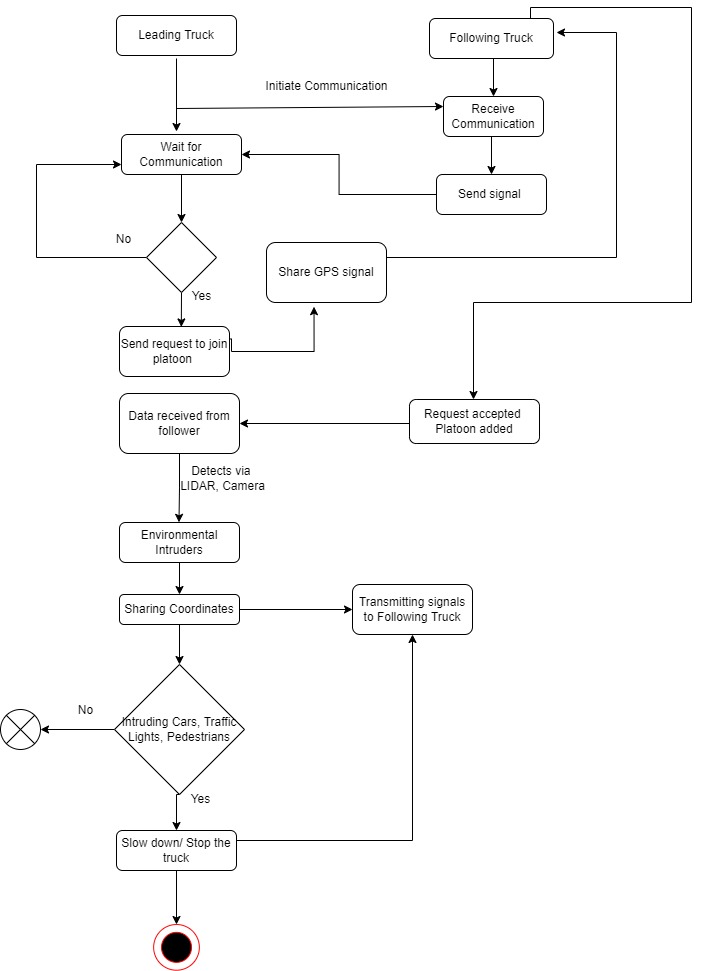 Leading Truck
Following Truck
Initiate Communication
Receive
Communication
Wait for
Communication
Send signal
No
Share GPS signal
Yes
Send request to join
platoon
Data received from
follower
Request accepted
Platoon added
Detects via
LIDAR, Camera
Environmental
Intruders
Sharing Coordinates
Transmitting signals
to Following Truck
No
Intruding Cars, Traffic
Lights, Pedestrians
Yes
Slow down/ Stop the
truck